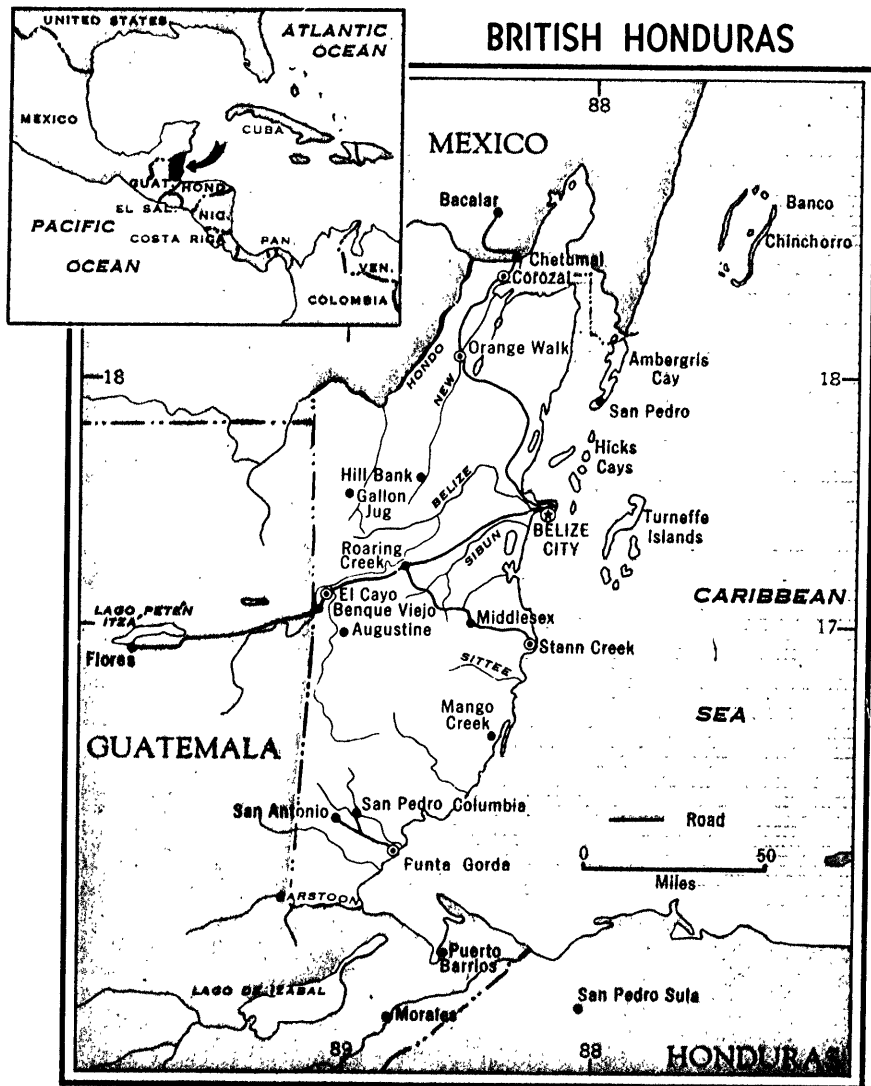 BRITISH HONDURAS
UNITED STATES
ATLANTIC
OCEAN
MEXICO
CUBA
GUAT.
HOND.
EL SAL.
NIC.
COSTA RICA
PAN.
VEN.
COLOMBIA
PACIFIC
OCEAN
88
MEXICO
Bacalar
Banco
Chinchorro
Chetumal
Corozal
Orange Walk
HONDO
NEW
Ambergris
Cay
18
18
San Pedro
Hicks
Cays
Hill Bank
Gallon
Jug
BELIZE
BELIZE
CITY
Turneffe
Islands
Roaring
Creek
SIBUN
El Cayo
Benque Viejo
Augustine
LAGO PETÉN
ITZÁ
Flores
Middlesex
Stann Creek
17
CARIBBEAN
SEA
SITTEE
Mango
Creek
GUATEMALA
San Antonio
San Pedro Columbia
Funta Gorda
Road
0
50
Miles
ARSTOON
Puerto
Barrios
LAGO DE IZABAL
Morales
San Pedro Sula
89
88
HONDURAS